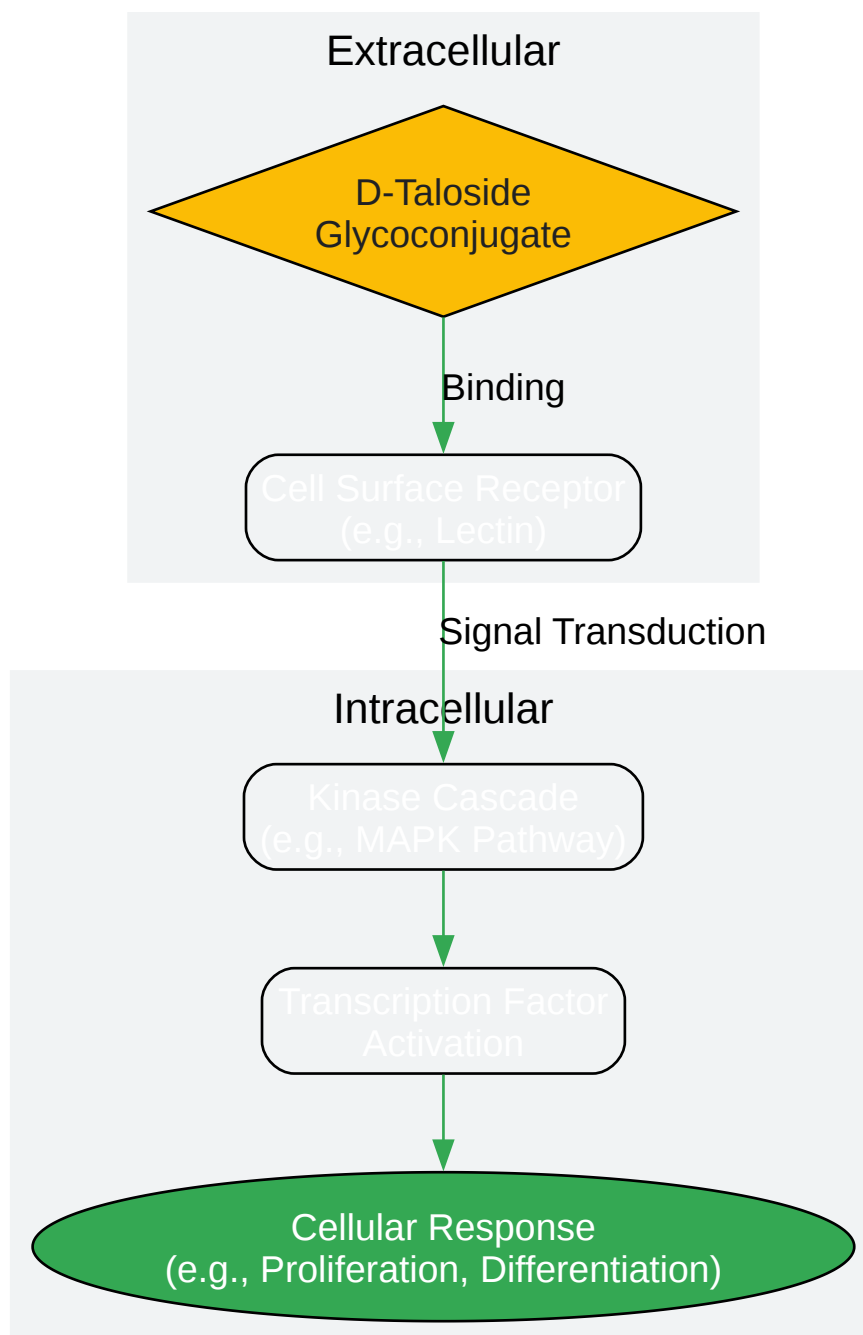 Extracellular
D-Taloside
Glycoconjugate
Binding
Cell Surface Receptor
(e.g., Lectin)
Signal Transduction
Intracellular
Kinase Cascade
(e.g., MAPK Pathway)
Transcription Factor
Activation
Cellular Response
(e.g., Proliferation, Differentiation)